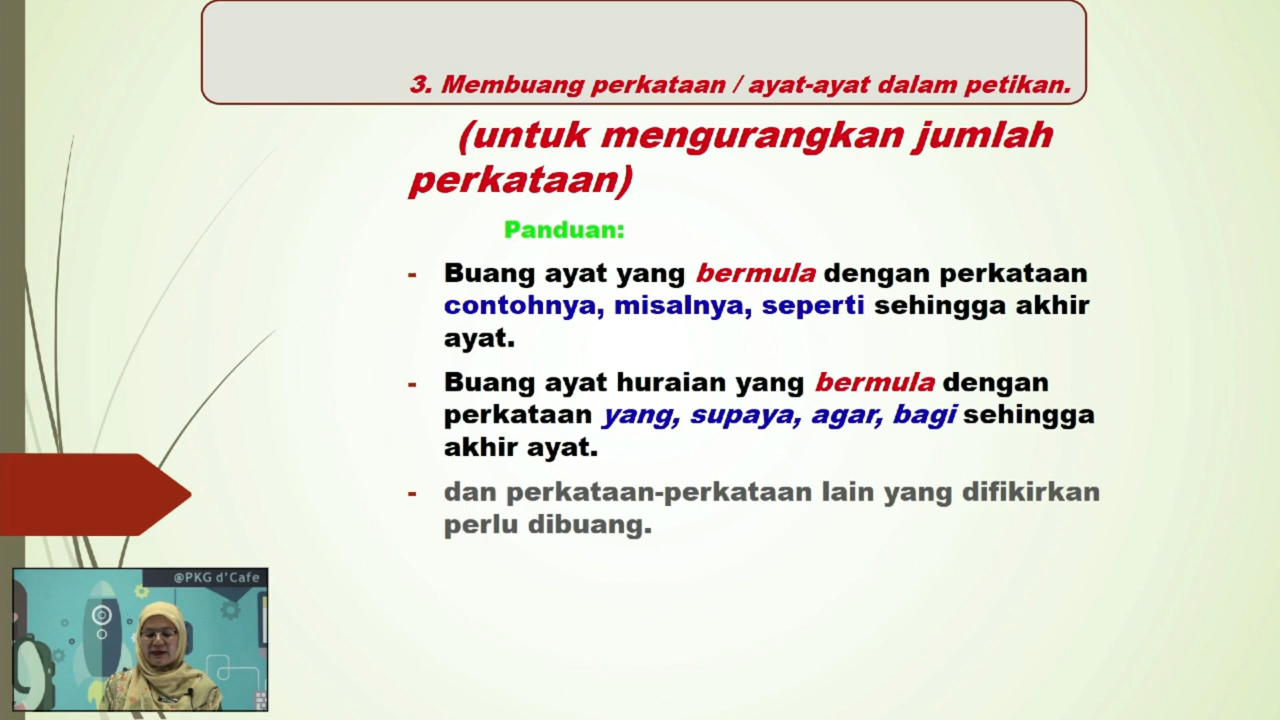 3. Membuang perkataan / ayat-ayat dalam petikan.
(untuk mengurangkan jumlah
perkataan)
Panduan:
- Buang ayat yang bermula dengan perkataan
contohnya, misalnya, seperti sehingga akhir
ayat.
- Buang ayat huraian yang bermula dengan
perkataan yang, supaya, agar, bagi sehingga
akhir ayat.
- dan perkataan-perkataan lain yang difikirkan
perlu dibuang.
@PKG d'Cafe